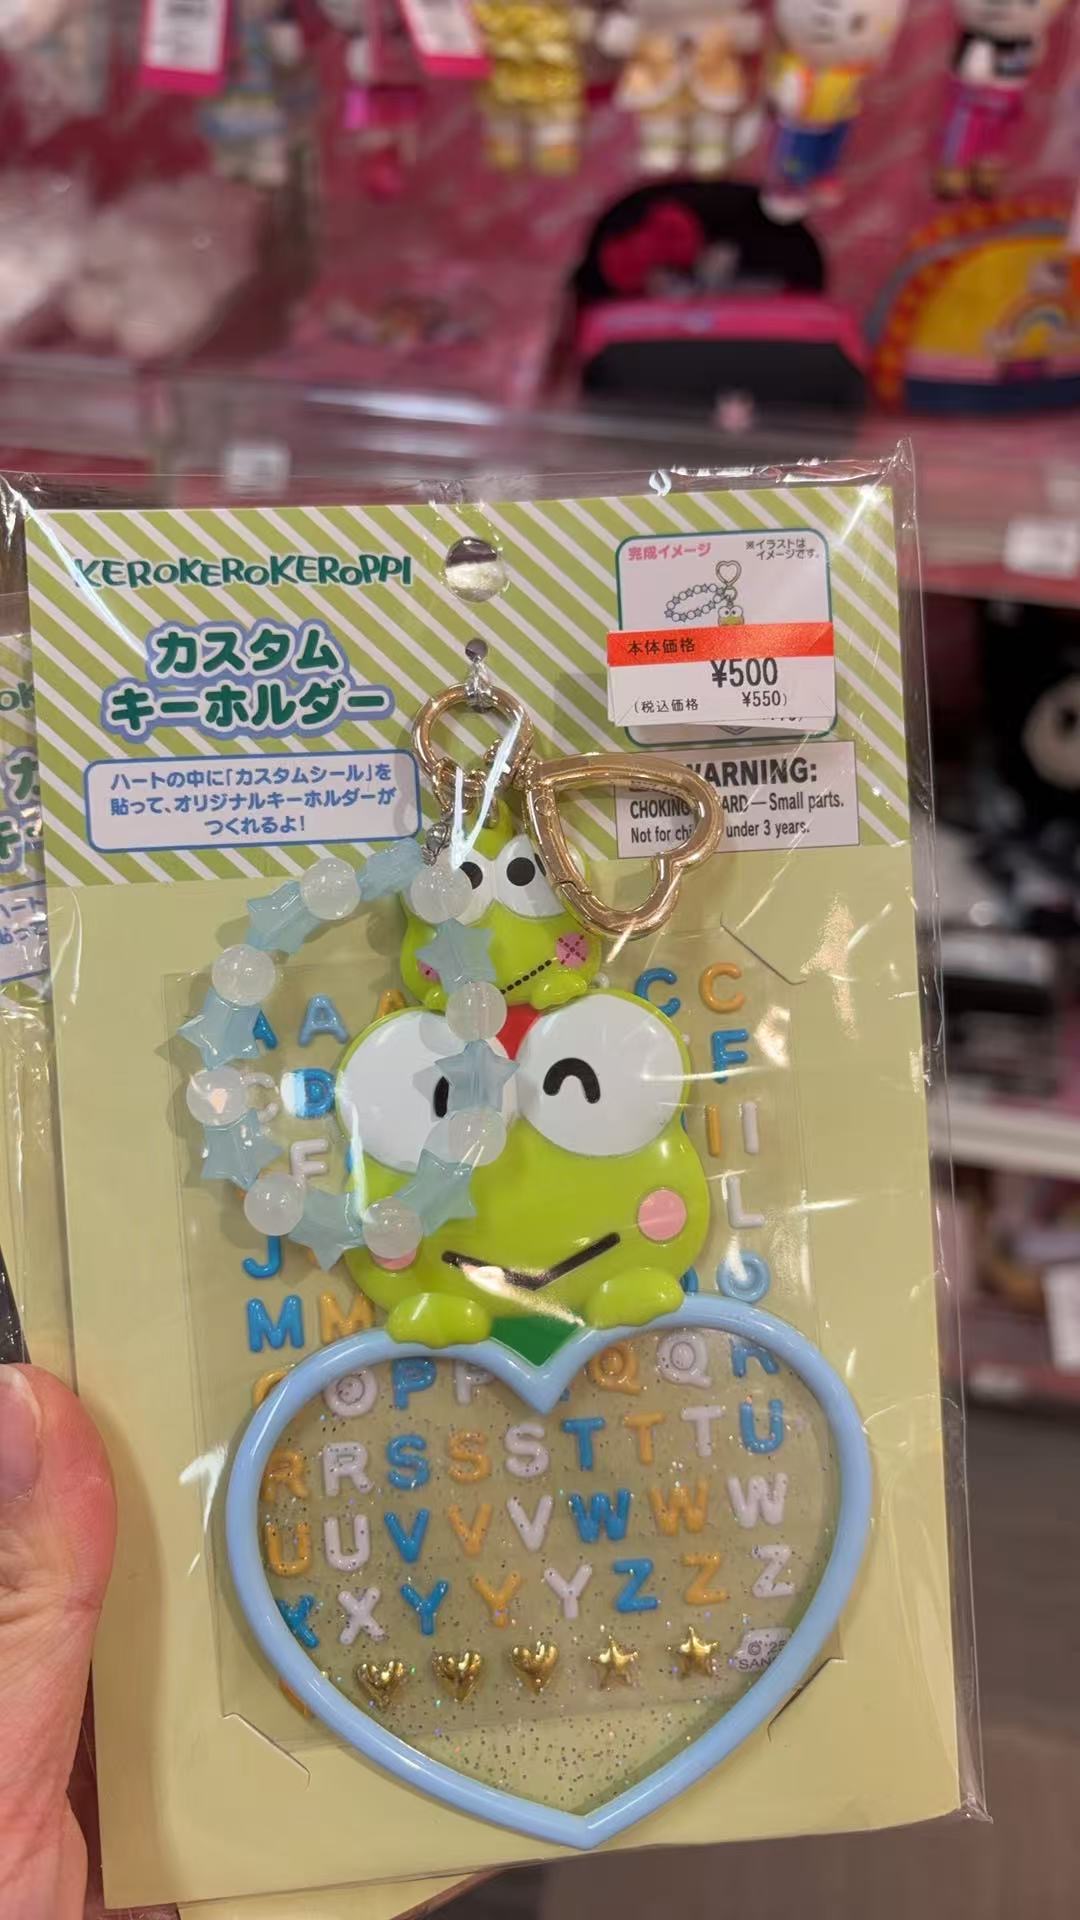 KEROKEROKEROPPI
カスタム
キーホルダー
ハートの中に「カスタムシール」を
貼って、オリジナルキーホルダーが
つくれるよ!
完成イメージ
※イラストは
イメージです。
本体価格
¥500
(税込価格 ¥550)
WARNING:
CHOKING ARD—Small parts.
Not for under 3 years.
A A A C C
D F
F I I
L
J
M M
O P P Q Q R
R R S S S T T T U
U U V V V W W W
X X Y Y Y Z Z Z